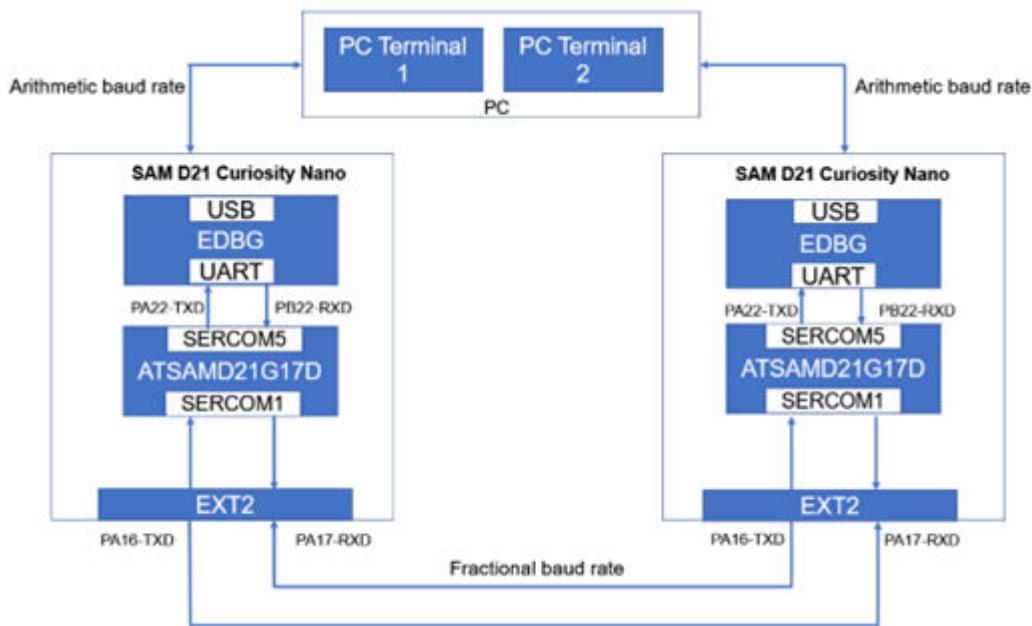 PC Terminal
1
PC Terminal
2
PC
Arithmetic baud rate
Arithmetic baud rate
SAM D21 Curiosity Nano
USB
EDBG
UART
PA22-TXD
PB22-RXD
SERCOM5
ATSAMD21G17D
SERCOM1
EXT2
PA16-TXD
PA17-RXD
SAM D21 Curiosity Nano
USB
EDBG
UART
PA22-TXD
PB22-RXD
SERCOM5
ATSAMD21G17D
SERCOM1
EXT2
PA16-TXD
PA17-RXD
Fractional baud rate